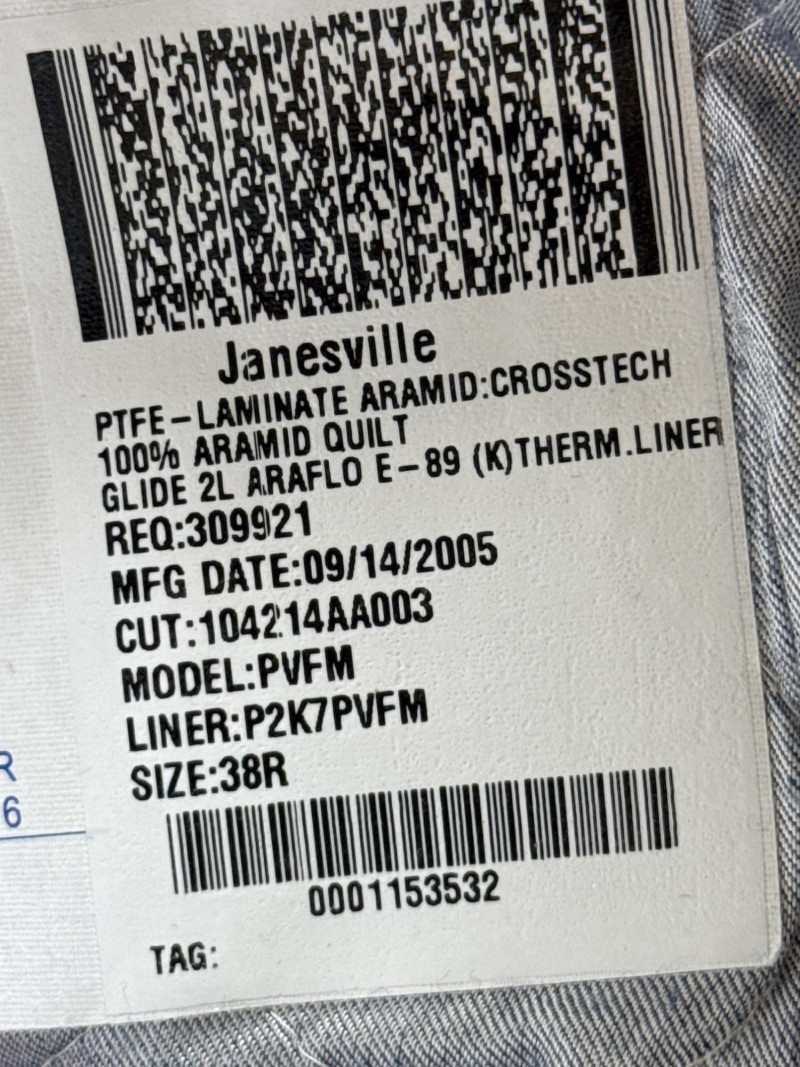 Janesville
PTFE-LAMINATE ARAMID:CROSSTECH
100% ARAMID QUILT
GLIDE 2L ARAFLO E-89 (K)THERM.LINER
REQ:309921
MFG DATE:09/14/2005
CUT:104214AA003
MODEL:PVFM
LINER:P2K7PVFM
SIZE:38R
0001153532
TAG:
R
6